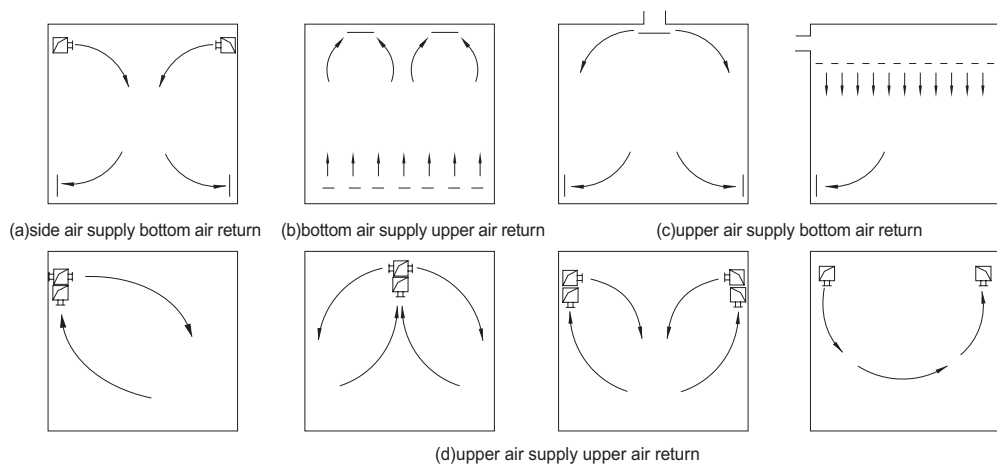 (a)side air supply bottom air return
(b)bottom air supply upper air return
(c)upper air supply bottom air return
(d)upper air supply upper air return